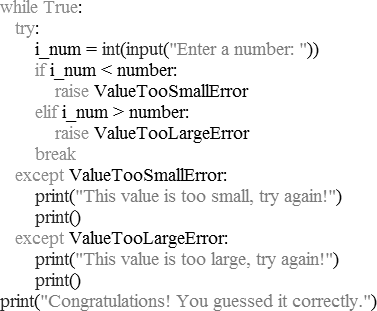 while True:
try:
i_num = int(input("Enter a number: "))
if i_num < number:
raise ValueTooSmallError
elif i_num > number:
raise ValueTooLargeError
break
except ValueTooSmallError:
print("This value is too small, try again!")
print()
except ValueTooLargeError:
print("This value is too large, try again!")
print()
print("Congratulations! You guessed it correctly.")